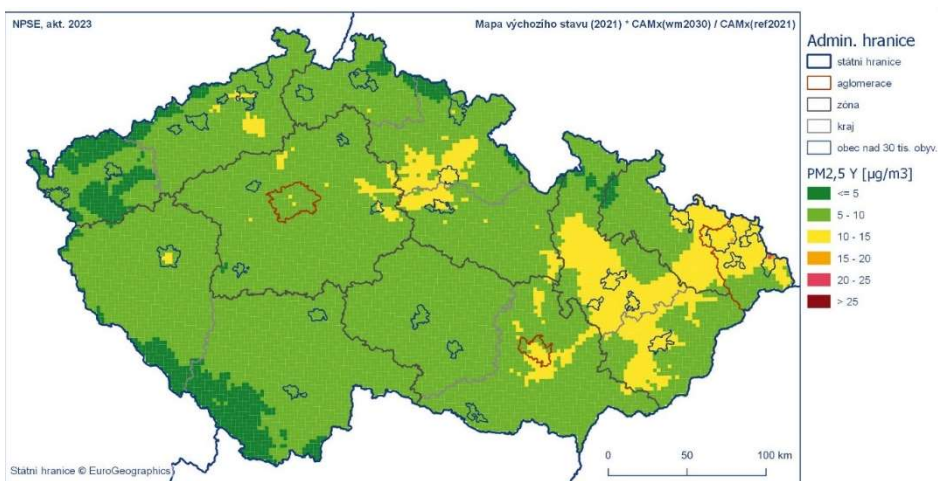 NPSE, akt. 2023
Mapa výchozího stavu (2021) * CAMx(wm2030) / CAMx(ref2021)
Admin. hranice
státní hranice
aglomerace
zóna
kraj
obec nad 30 tis. obyv.
PM2,5 Y [µg/m3]
<= 5
5 - 10
10 - 15
15 - 20
20 - 25
> 25
Státní hranice © EuroGeographics
0 50 100 km